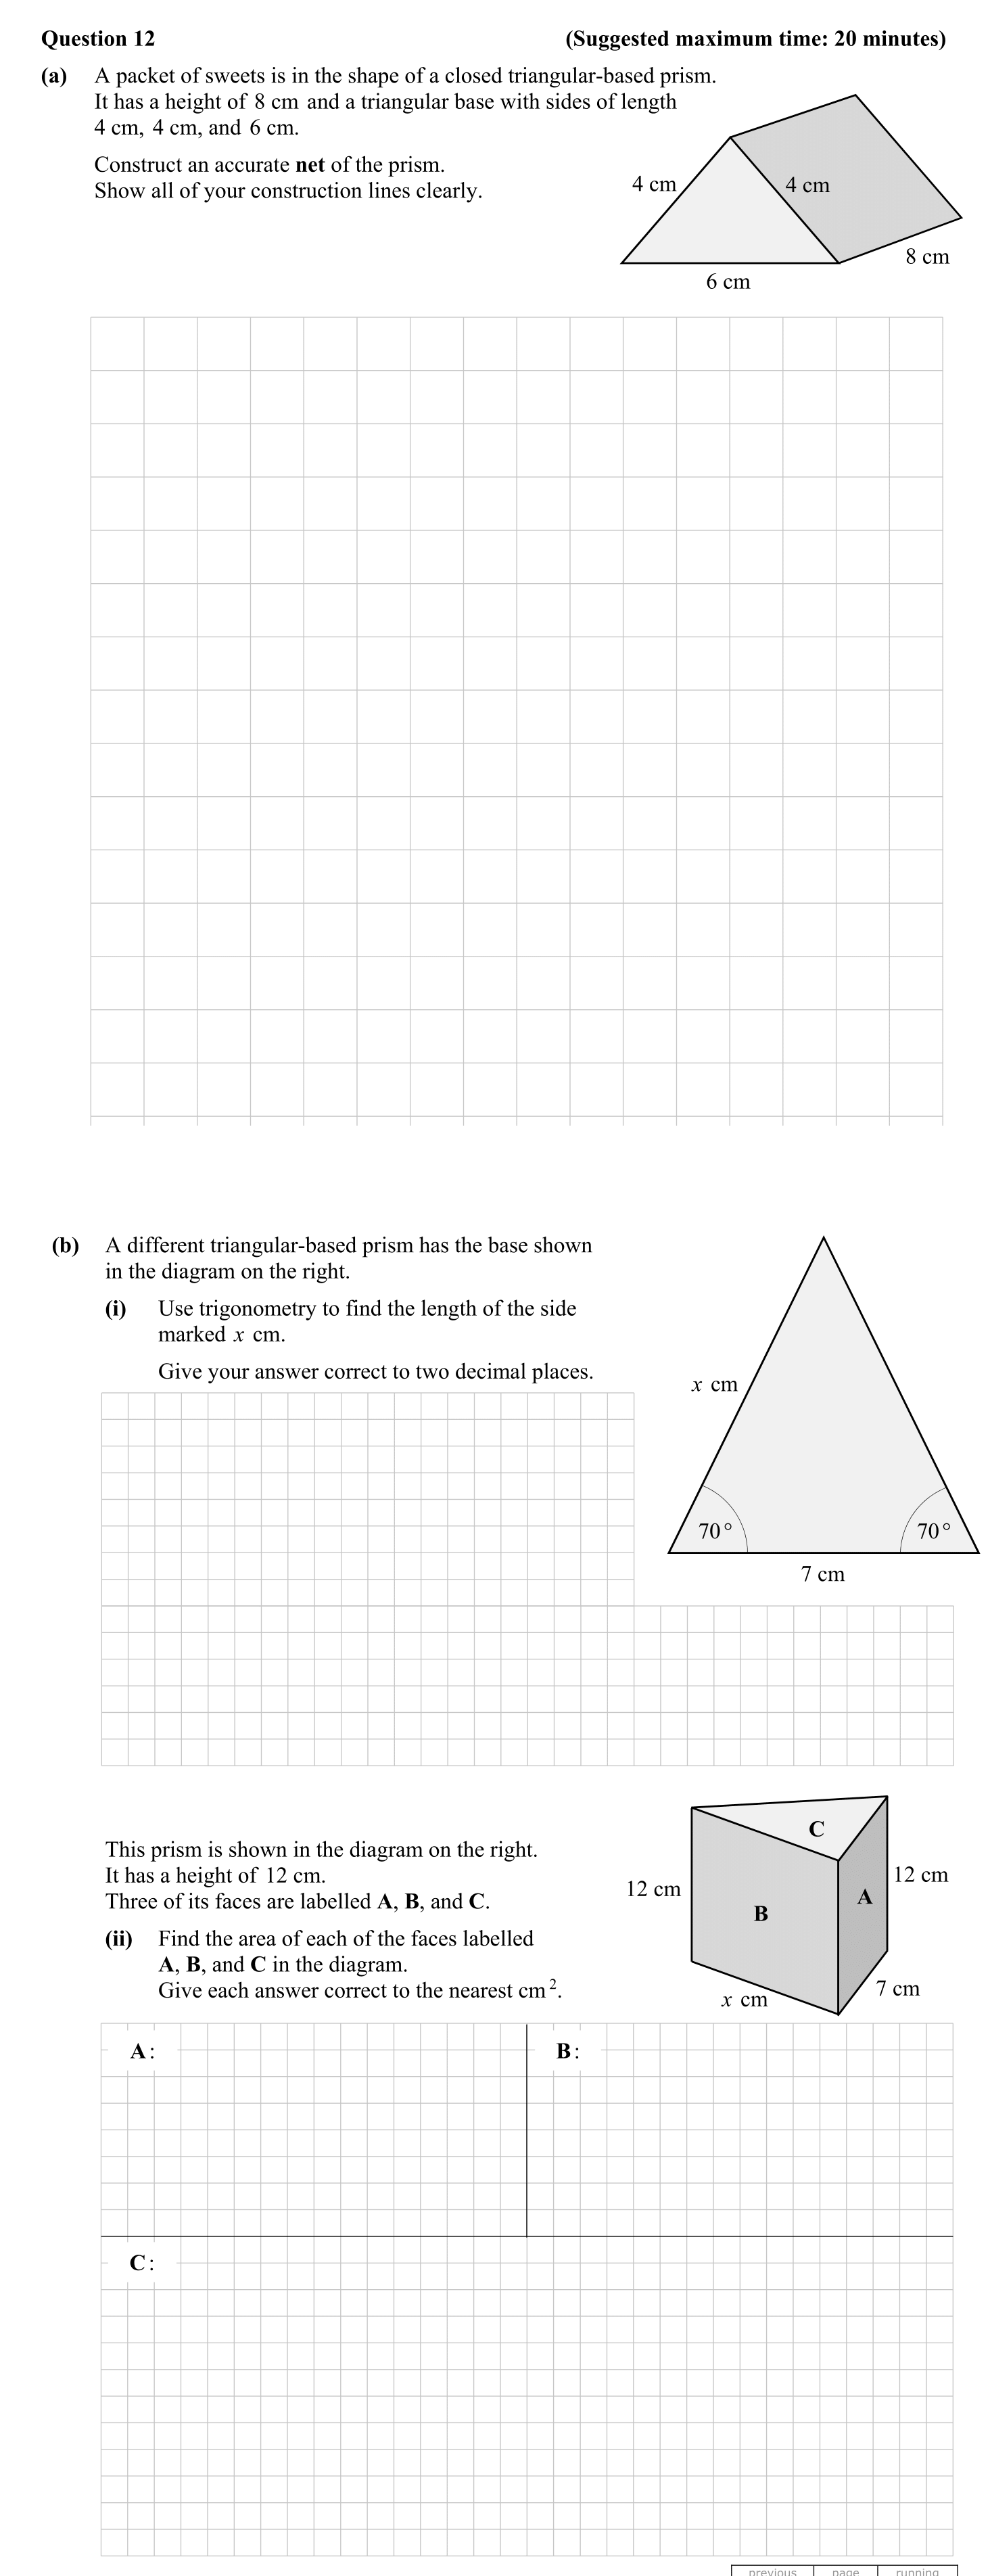 Question 12 (Suggested maximum time: 20 minutes)
(a) A packet of sweets is in the shape of a closed triangular-based prism.
It has a height of 8 cm and a triangular base with sides of length
4 cm, 4 cm, and 6 cm.
Construct an accurate net of the prism.
Show all of your construction lines clearly.
4 cm
4 cm
8 cm
6 cm
(b) A different triangular-based prism has the base shown
in the diagram on the right.
(i) Use trigonometry to find the length of the side
marked x cm.
Give your answer correct to two decimal places.
x cm
70°
70°
7 cm
This prism is shown in the diagram on the right.
It has a height of 12 cm.
Three of its faces are labelled A, B, and C.
(ii) Find the area of each of the faces labelled
A, B, and C in the diagram.
Give each answer correct to the nearest cm².
C
12 cm
12 cm
A
B
7 cm
x cm
A:
B:
C:
previous page running